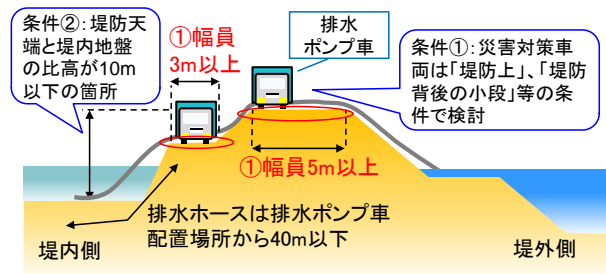 条件②:堤防天
端と堤内地盤
の比高が10m
以下の箇所
①幅員
3m以上
排水
ポンプ車
条件①:災害対策車
両は「堤防上」、「堤防
背後の小段」等の条
件で検討
①幅員5m以上
排水ホースは排水ポンプ車
配置場所から40m以下
堤内側
堤外側